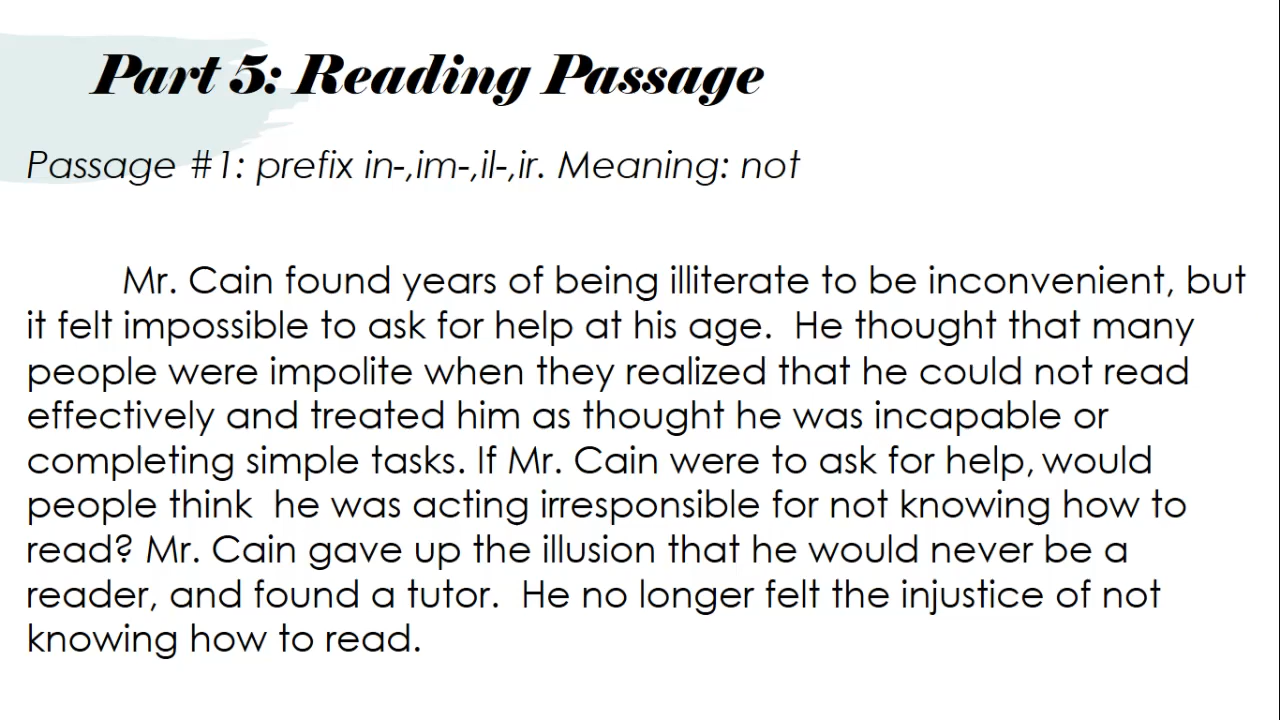 Part 5: Reading Passage
Passage #1: prefix in-,im-,il-,ir. Meaning: not
Mr. Cain found years of being illiterate to be inconvenient, but
it felt impossible to ask for help at his age.  He thought that many
people were impolite when they realized that he could not read
effectively and treated him as thought he was incapable or
completing simple tasks. If Mr. Cain were to ask for help, would
people think  he was acting irresponsible for not knowing how to
read? Mr. Cain gave up the illusion that he would never be a
reader, and found a tutor.  He no longer felt the injustice of not
knowing how to read.